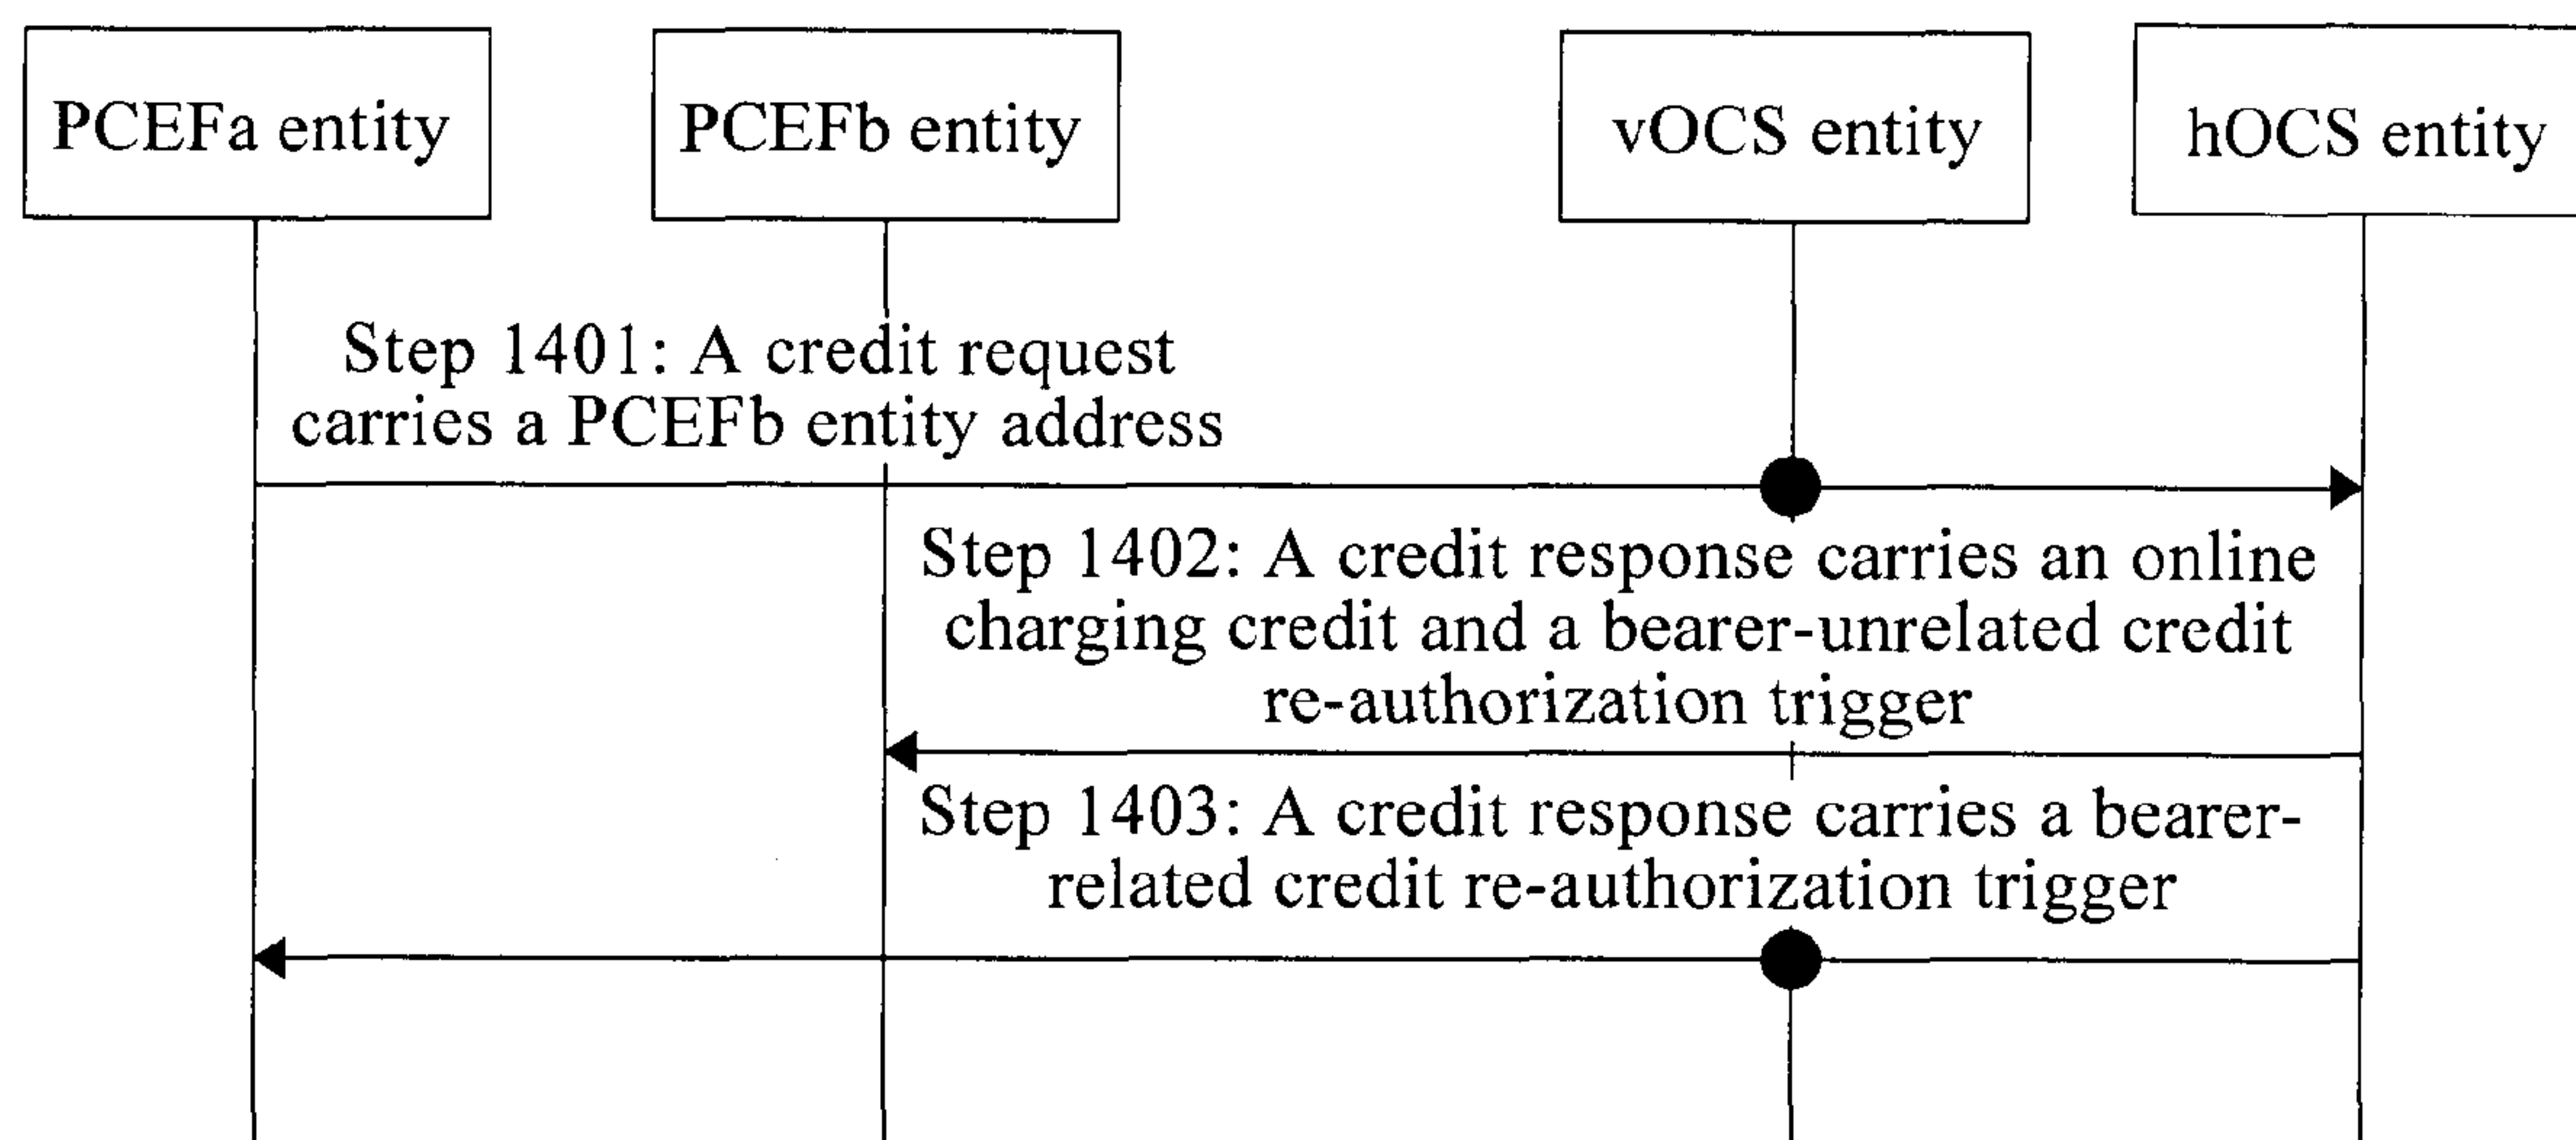 PCEFa entity
PCEFb entity
vOCS entity
hOCS entity
Step 1401: A credit request
carries a PCEFb entity address
Step 1402: A credit response carries an online
charging credit and a bearer-unrelated credit
re-authorization trigger
Step 1403: A credit response carries a bearer-
related credit re-authorization trigger